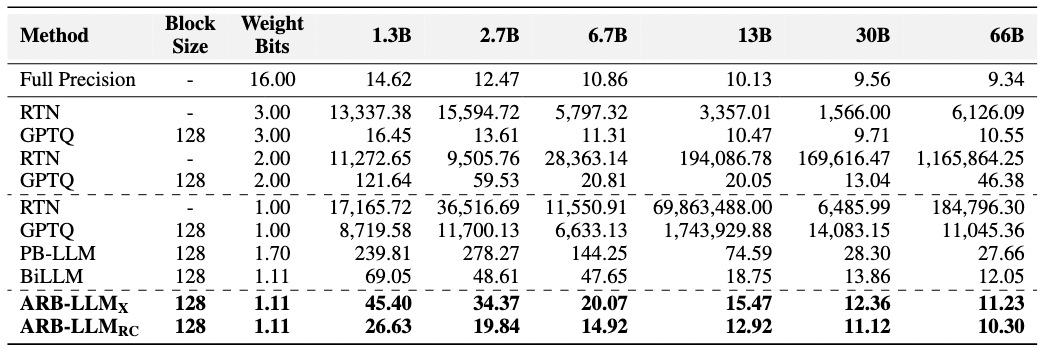 Method Block Size Weight Bits 1.3B 2.7B 6.7B 13B 30B 66B
Full Precision - 16.00 14.62 12.47 10.86 10.13 9.56 9.34
RTN - 3.00 13,337.38 15,594.72 5,797.32 3,357.01 1,566.00 6,126.09
GPTQ 128 3.00 16.45 13.61 11.31 10.47 9.71 10.55
RTN - 2.00 11,272.65 9,505.76 28,363.14 194,086.78 169,616.47 1,165,864.25
GPTQ 128 2.00 121.64 59.53 20.81 20.05 13.04 46.38
RTN - 1.00 17,165.72 36,516.69 11,550.91 69,863,488.00 6,485.99 184,796.30
GPTQ 128 1.00 8,719.58 11,700.13 6,633.13 1,743,929.88 14,083.15 11,045.36
PB-LLM 128 1.70 239.81 278.27 144.25 74.59 28.30 27.66
BiLLM 128 1.11 69.05 48.61 47.65 18.75 13.86 12.05
ARB-LLMX 128 1.11 45.40 34.37 20.07 15.47 12.36 11.23
ARB-LLMRC 128 1.11 26.63 19.84 14.92 12.92 11.12 10.30